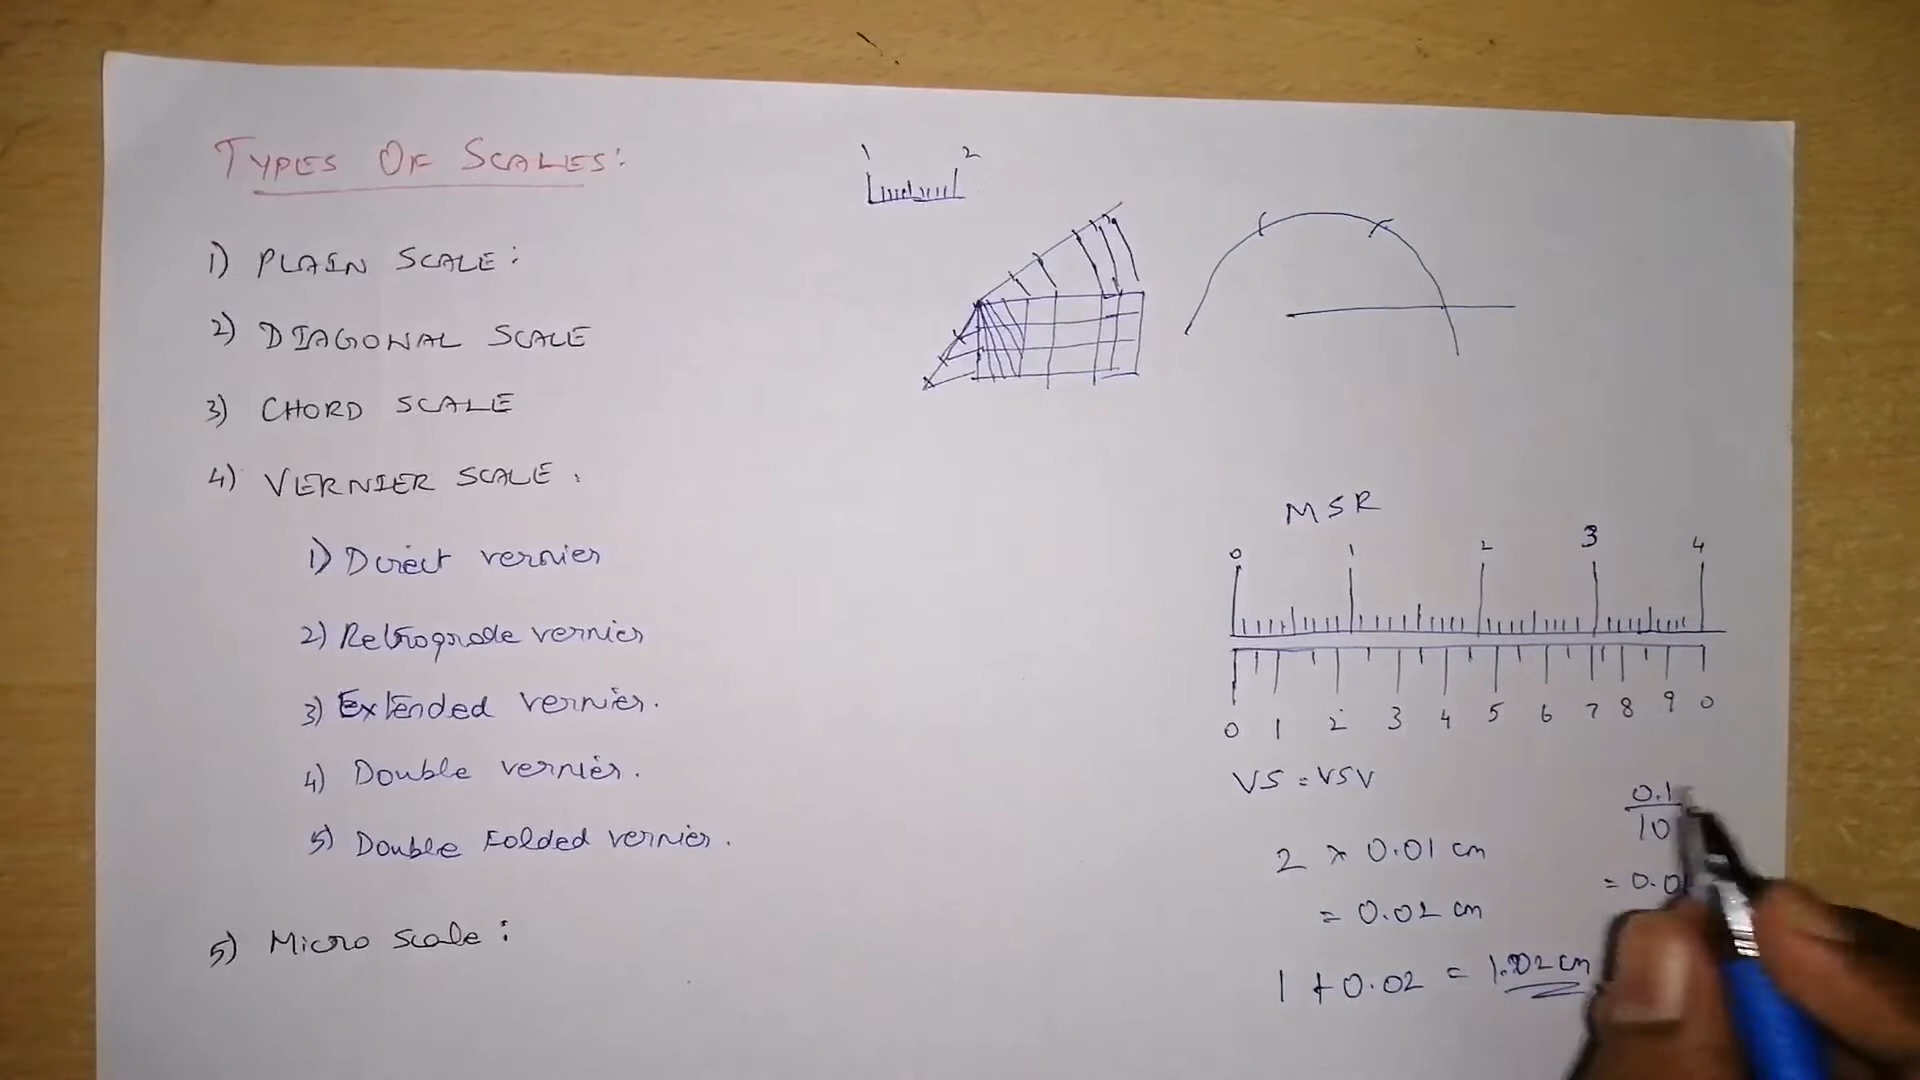 TYPES OF SCALES:
1) PLAIN SCALE:
2) DIAGONAL SCALE
3) CHORD SCALE
4) VERNIER SCALE:
1) Direct vernier
2) Retrograde vernier
3) Extended vernier.
4) Double vernier.
5) Double Folded vernier.
5) Micro scale:
1 2
MSR
0 1 2 3 4
0 1 2 3 4 5 6 7 8 9 0
VS = VSV
2 x 0.01 cm
= 0.02 cm
1 + 0.02 = 1.02 cm
0.1
10
= 0.0